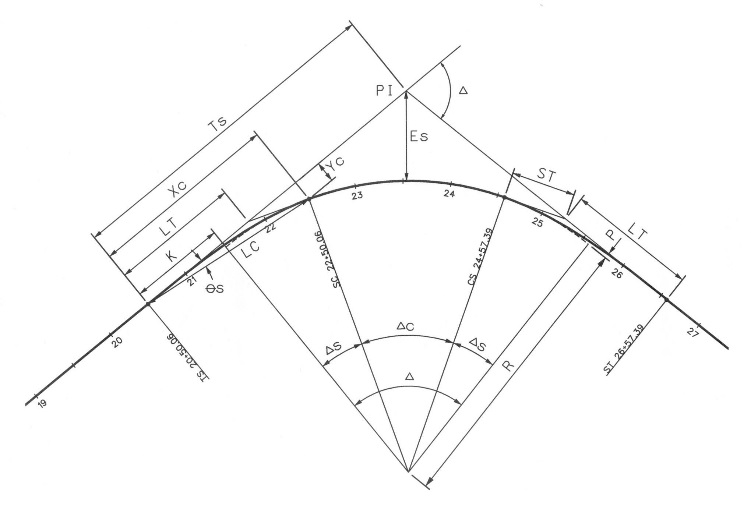 Ts
PI
Δ
Es
Yc
Xc
LT
K
23
24
ST
22
LC
25
P
LT
21
θs
26
20
27
19
TS 20+50.06
SC 22+50.06
CS 24+57.39
ST 26+57.39
Δs
Δc
Δs
Δ
R